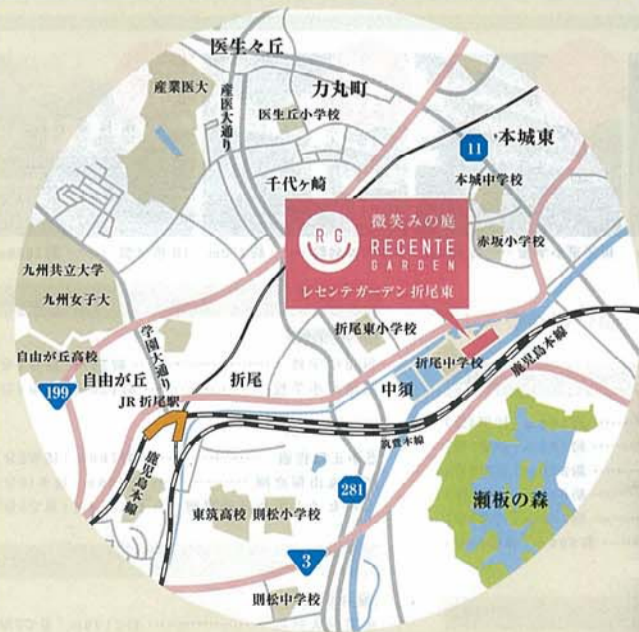 医生ヶ丘
産業医大
産医大通り
力丸町
医生丘小学校
11
本城東
本城中学校
千代ヶ崎
RG
微笑みの庭
RECENTE
GARDEN
レセンテガーデン折尾東
赤坂小学校
九州共立大学
九州女子大
学園大通り
折尾東小学校
折尾中学校
鹿児島本線
自由が丘高校
199
自由が丘
折尾
中須
JR 折尾駅
筑豊本線
鹿児島本線
281
瀬板の森
東筑高校
則松小学校
3
則松中学校